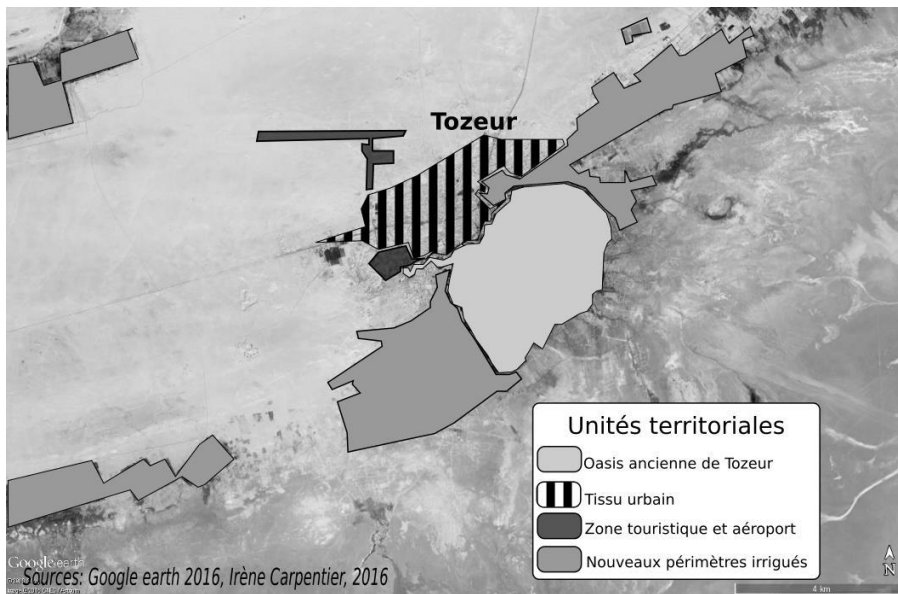 Tozeur
Unités territoriales
Oasis ancienne de Tozeur
Tissu urbain
Zone touristique et aéroport
Nouveaux périmètres irrigués
Google earth
Sources: Google earth 2016, Irène Carpentier, 2016
N
4 km